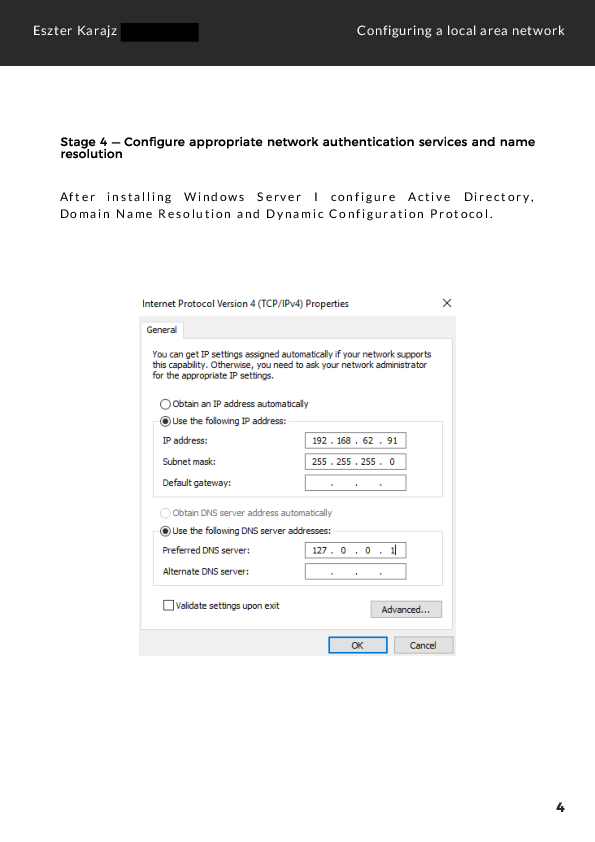 Eszter Karajz
Configuring a local area network
Stage 4 — Configure appropriate network authentication services and name
resolution
After installing Windows Server I configure Active Directory,
Domain Name Resolution and Dynamic Configuration Protocol.
Internet Protocol Version 4 (TCP/IPv4) Properties
General
You can get IP settings assigned automatically if your network supports
this capability. Otherwise, you need to ask your network administrator
for the appropriate IP settings.
Obtain an IP address automatically
Use the following IP address:
IP address: 192 . 168 . 62 . 91
Subnet mask: 255 . 255 . 255 . 0
Default gateway: . . .
Obtain DNS server address automatically
Use the following DNS server addresses:
Preferred DNS server: 127 . 0 . 0 . 1
Alternate DNS server: . . .
Validate settings upon exit
Advanced...
OK Cancel
4